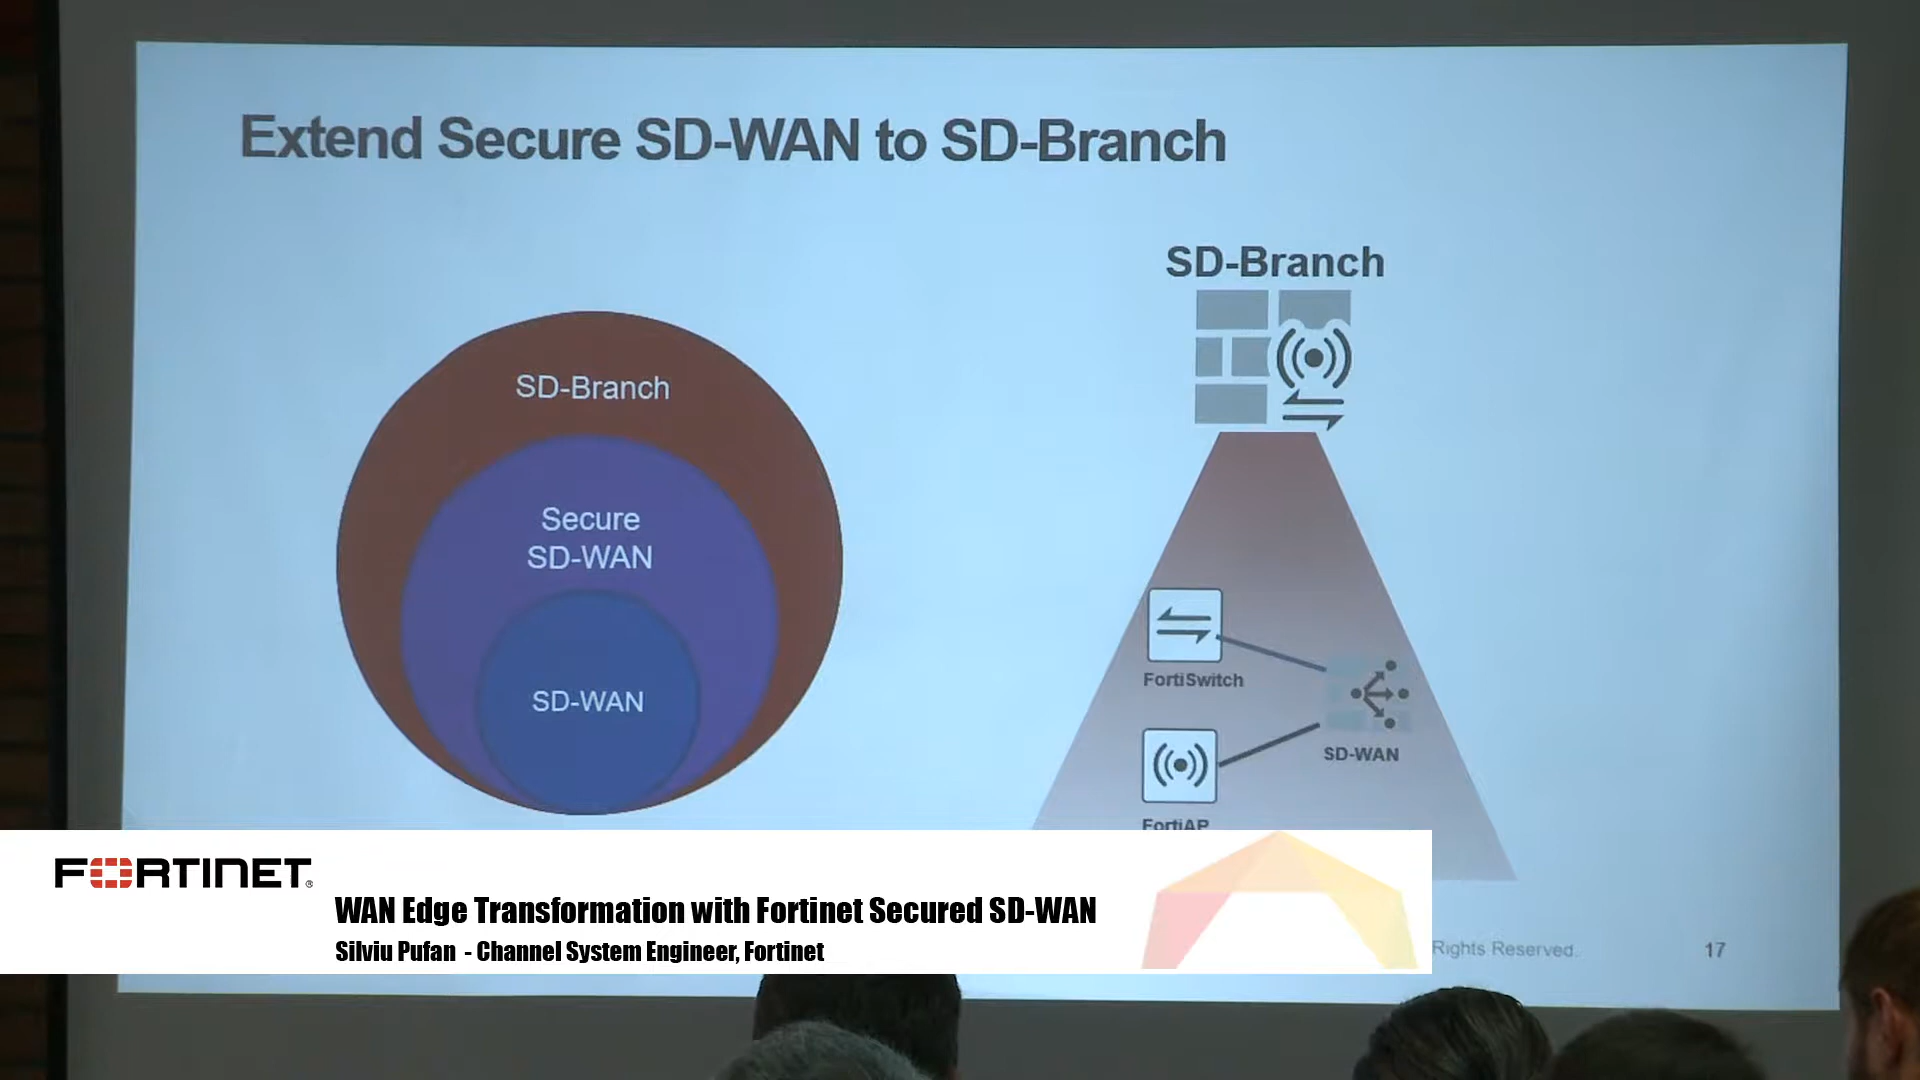 Extend Secure SD-WAN to SD-Branch
SD-Branch
SD-Branch
Secure
SD-WAN
SD-WAN
FortiSwitch
SD-WAN
FortiAP
FORTINET®
WAN Edge Transformation with Fortinet Secured SD-WAN
Silviu Pufan - Channel System Engineer, Fortinet
Rights Reserved.
17